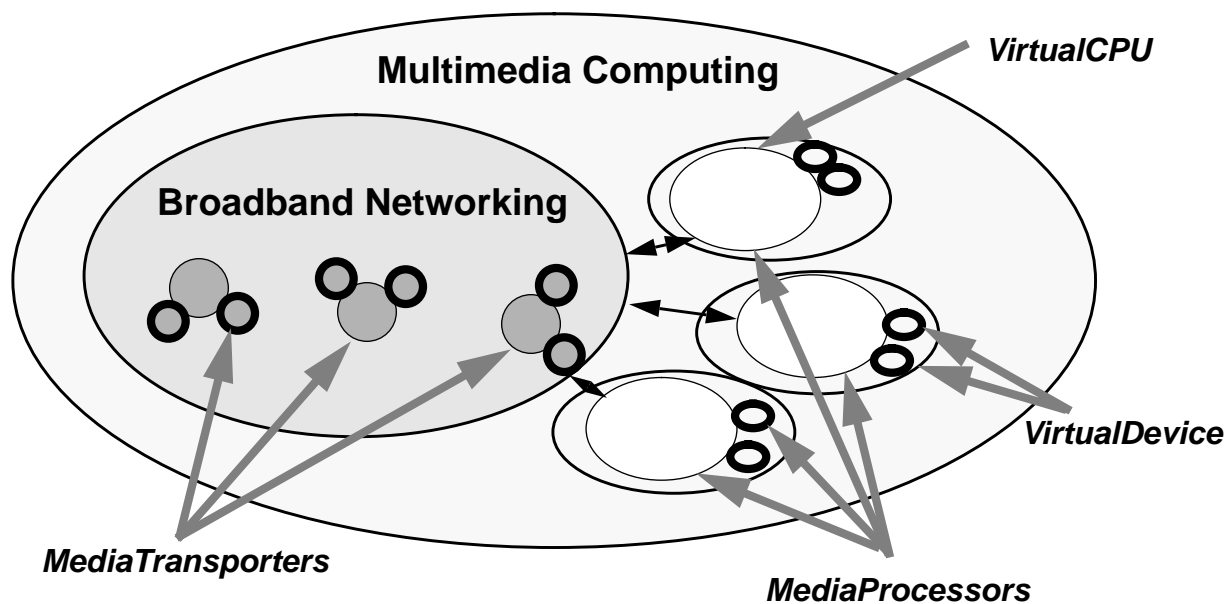 VirtualCPU
Multimedia Computing
Broadband Networking
VirtualDevice
MediaTransporters
MediaProcessors